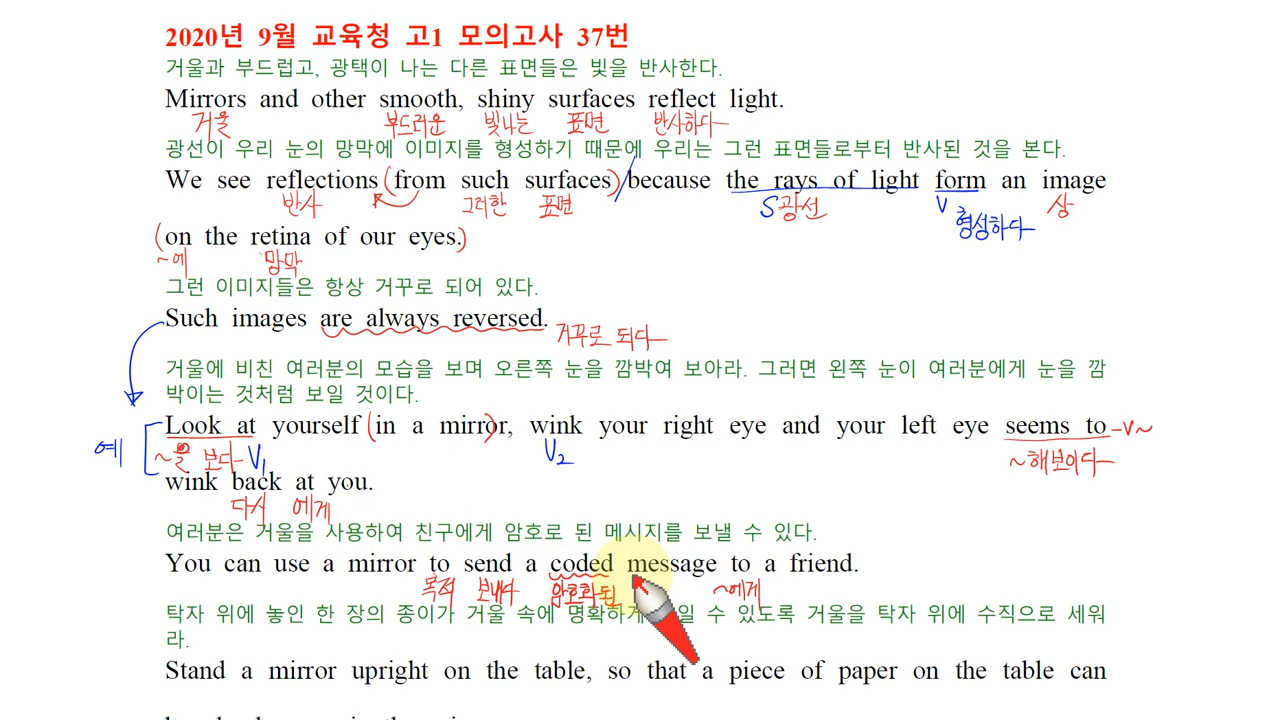 2020년 9월 교육청 고1 모의고사 37번
거울과 부드럽고, 광택이 나는 다른 표면들은 빛을 반사한다.
Mirrors and other smooth, shiny surfaces reflect light.
거울 부드러운 빛나는 표면 반사하다
광선이 우리 눈의 망막에 이미지를 형성하기 때문에 우리는 그런 표면들로부터 반사된 것을 본다.
We see reflections (from such surfaces) / because the rays of light form an image
반사 그러한 표면 S 광선 V 형성하다 상
(on the retina of our eyes.)
~에 망막
그런 이미지들은 항상 거꾸로 되어 있다.
Such images are always reversed.
거꾸로 되다
거울에 비친 여러분의 모습을 보며 오른쪽 눈을 깜박여 보아라. 그러면 왼쪽 눈이 여러분에게 눈을 깜
박이는 것처럼 보일 것이다.
Look at yourself (in a mirror), wink your right eye and your left eye seems to -V~
예 ~을 보다 V1 V2 ~해보이다
wink back at you.
다시 에게
여러분은 거울을 사용하여 친구에게 암호로 된 메시지를 보낼 수 있다.
You can use a mirror to send a coded message to a friend.
목적 보내다 암호화된 ~에게
탁자 위에 놓인 한 장의 종이가 거울 속에 명확하게 일 수 있도록 거울을 탁자 위에 수직으로 세워
라.
Stand a mirror upright on the table, so that a piece of paper on the table can